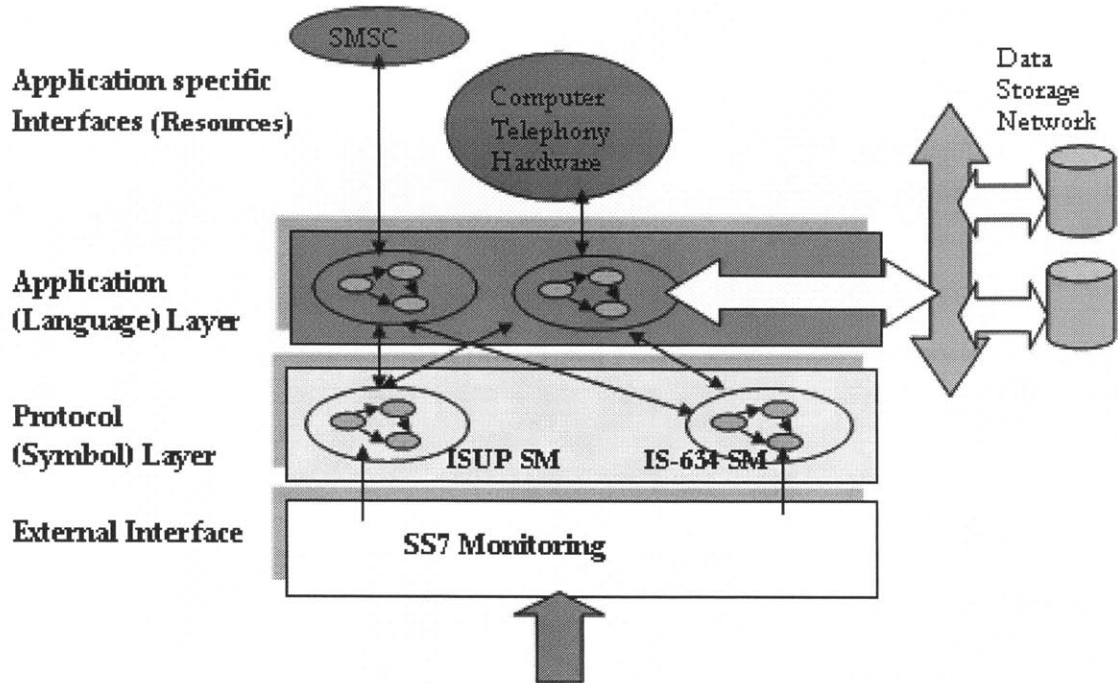 SMSC
Application specific
Interfaces (Resources)
Computer
Telephony
Hardware
Data
Storage
Network
Application
(Language) Layer
Protocol
(Symbol) Layer
ISUP SM
IS-634 SM
External Interface
SS7 Monitoring